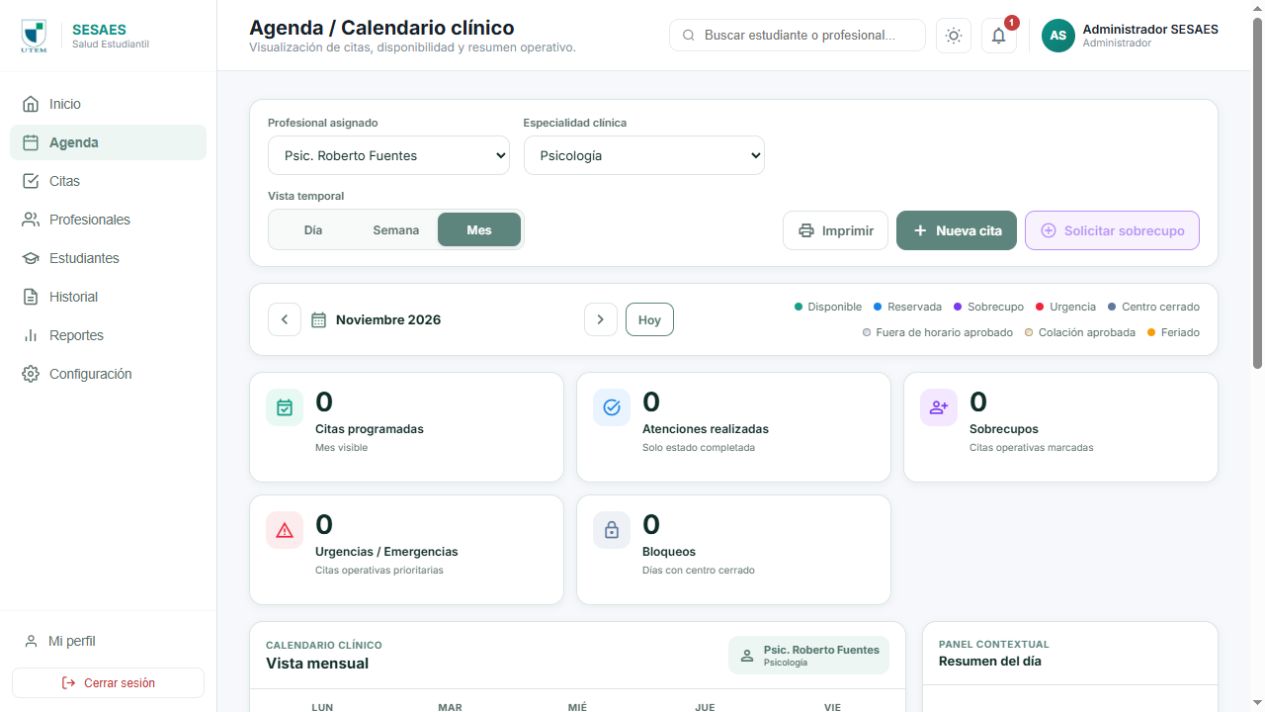 UTEM
SESAES
Salud Estudiantil
Inicio
Agenda
Citas
Profesionales
Estudiantes
Historial
Reportes
Configuración
Mi perfil
Cerrar sesión
Agenda / Calendario clínico
Visualización de citas, disponibilidad y resumen operativo.
Buscar estudiante o profesional...
1
AS
Administrador SESAES
Administrador
Profesional asignado
Psic. Roberto Fuentes
Especialidad clínica
Psicología
Vista temporal
Día
Semana
Mes
Imprimir
Nueva cita
Solicitar sobrecupo
Noviembre 2026
Hoy
Disponible
Reservada
Sobrecupo
Urgencia
Centro cerrado
Fuera de horario aprobado
Colación aprobada
Feriado
0
Citas programadas
Mes visible
0
Atenciones realizadas
Solo estado completada
0
Sobrecupos
Citas operativas marcadas
0
Urgencias / Emergencias
Citas operativas prioritarias
0
Bloqueos
Días con centro cerrado
CALENDARIO CLÍNICO
Vista mensual
Psic. Roberto Fuentes
Psicología
LUN
MAR
MIÉ
JUE
VIE
PANEL CONTEXTUAL
Resumen del día